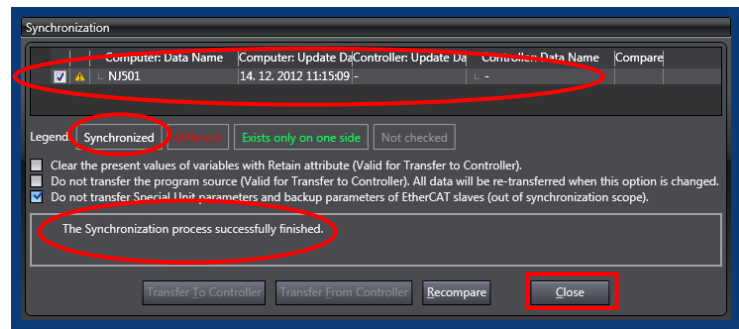 Synchronization
Computer: Data Name Computer: Update Da Controller: Update Da Controller: Data Name Compare
NJ501 14. 12. 2012 11:15:09 - -
Legend Synchronized Different Exists only on one side Not checked
Clear the present values of variables with Retain attribute (Valid for Transfer to Controller).
Do not transfer the program source (Valid for Transfer to Controller). All data will be re-transferred when this option is changed.
Do not transfer Special Unit parameters and backup parameters of EtherCAT slaves (out of synchronization scope).
The Synchronization process successfully finished.
Transfer To Controller Transfer From Controller Recompare Close